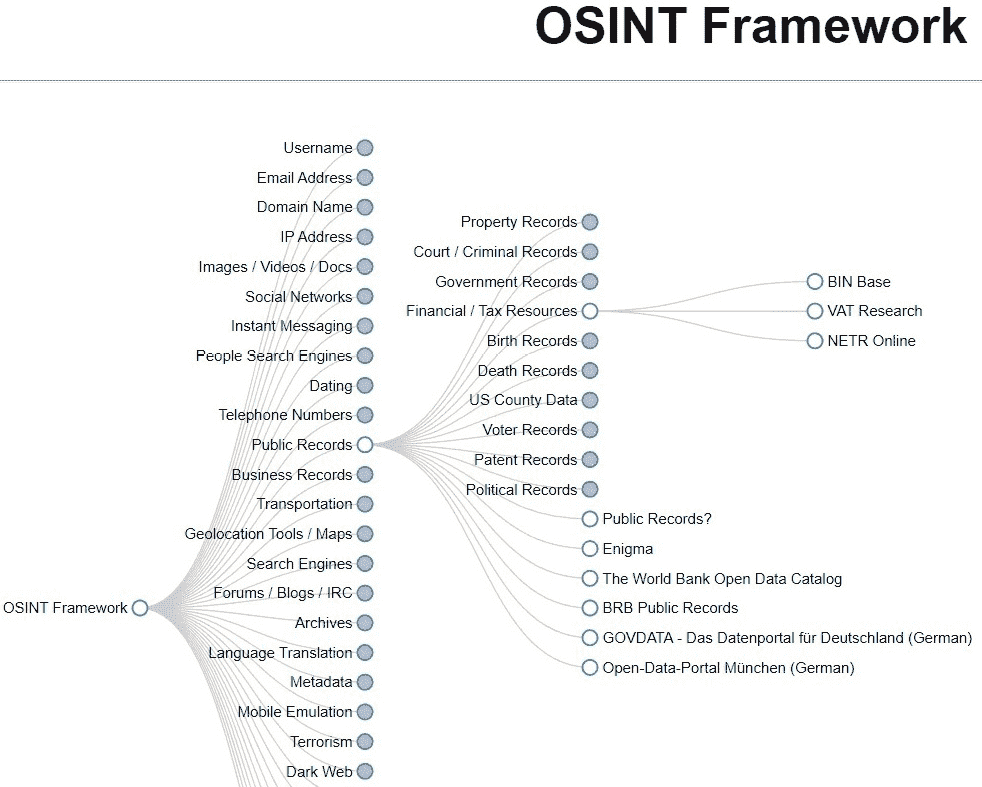 OSINT Framework
Username
Email Address
Domain Name
IP Address
Images / Videos / Docs
Social Networks
Instant Messaging
People Search Engines
Dating
Telephone Numbers
Public Records
Business Records
Transportation
Geolocation Tools / Maps
Search Engines
Forums / Blogs / IRC
OSINT Framework
Archives
Language Translation
Metadata
Mobile Emulation
Terrorism
Dark Web
Property Records
Court / Criminal Records
Government Records
Financial / Tax Resources
Birth Records
Death Records
US County Data
Voter Records
Patent Records
Political Records
Public Records?
Enigma
The World Bank Open Data Catalog
BRB Public Records
GOVDATA - Das Datenportal für Deutschland (German)
Open-Data-Portal München (German)
BIN Base
VAT Research
NETR Online